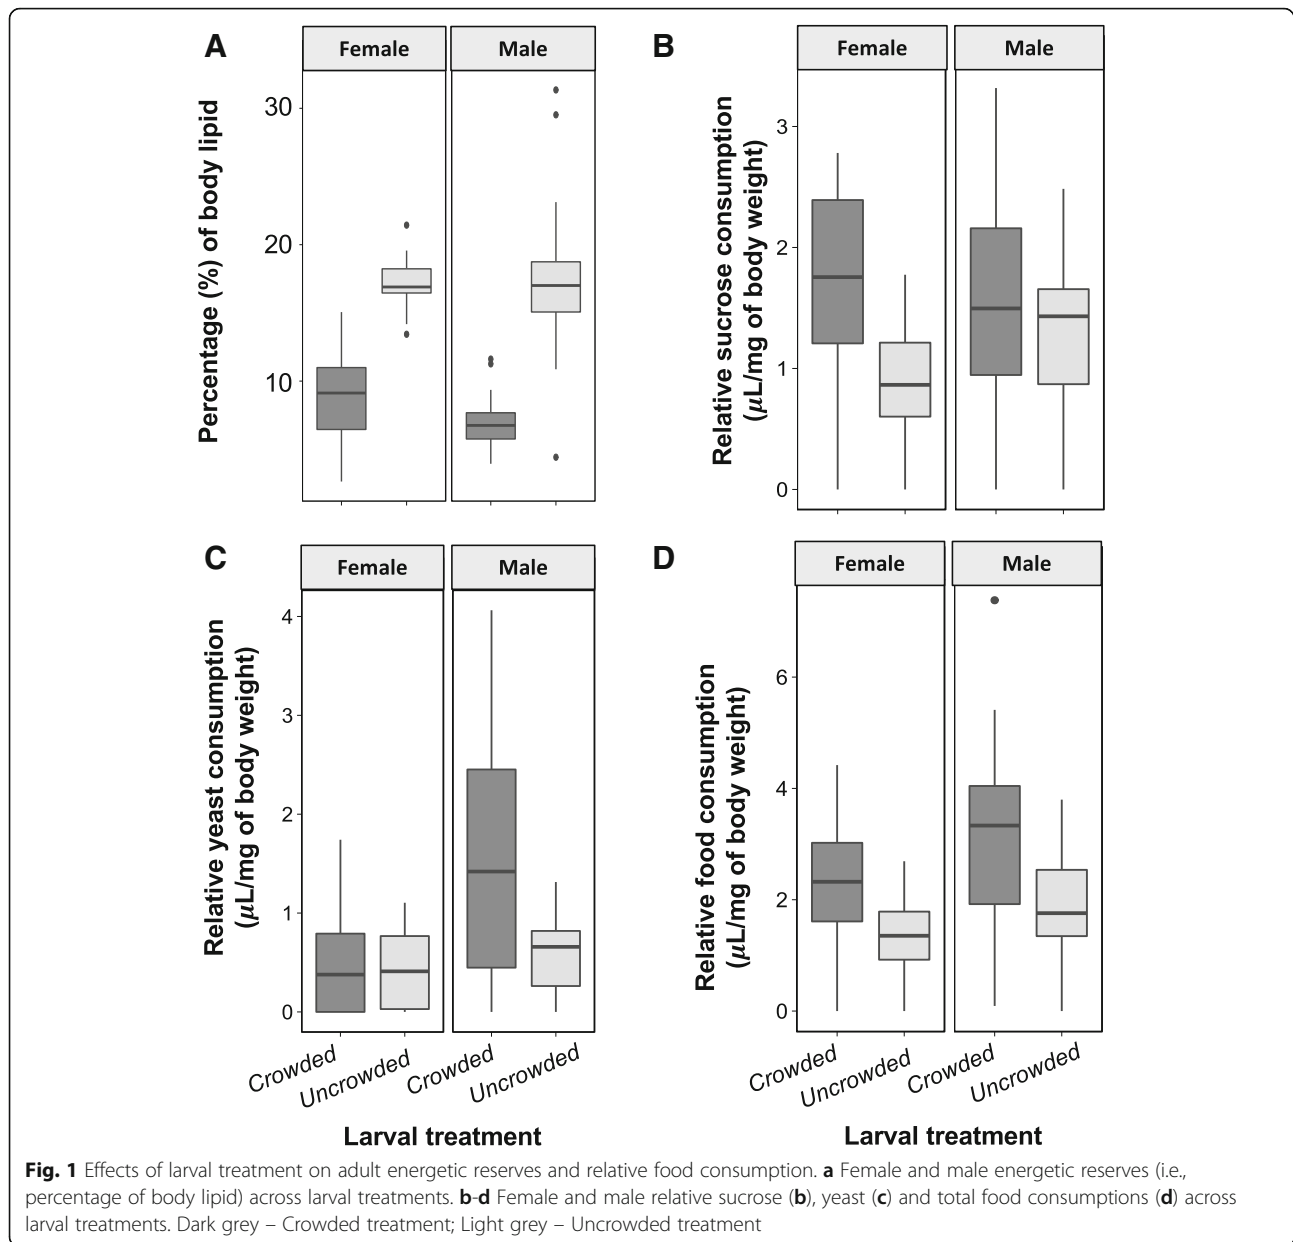 A
Female
Male
Percentage (%) of body lipid
30
20
10
B
Female
Male
Relative sucrose consumption
(µL/mg of body weight)
3
2
1
0
C
Female
Male
Relative yeast consumption
(µL/mg of body weight)
4
3
2
1
0
Crowded
Uncrowded
Crowded
Uncrowded
Larval treatment
D
Female
Male
Relative food consumption
(µL/mg of body weight)
6
4
2
0
Crowded
Uncrowded
Crowded
Uncrowded
Larval treatment
Fig. 1 Effects of larval treatment on adult energetic reserves and relative food consumption. a Female and male energetic reserves (i.e.,
percentage of body lipid) across larval treatments. b-d Female and male relative sucrose (b), yeast (c) and total food consumptions (d) across
larval treatments. Dark grey – Crowded treatment; Light grey – Uncrowded treatment